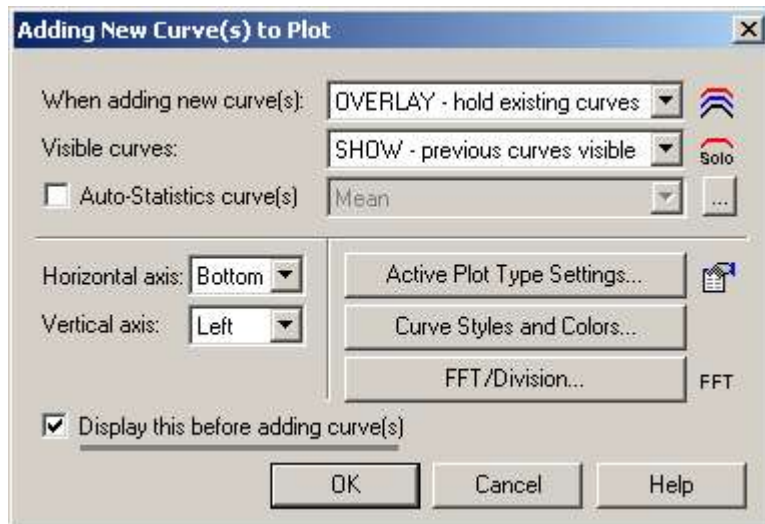 Adding New Curve(s) to Plot
When adding new curve(s): OVERLAY - hold existing curves
Visible curves: SHOW - previous curves visible Solo
Auto-Statistics curve(s) Mean ...
Horizontal axis: Bottom Active Plot Type Settings...
Vertical axis: Left Curve Styles and Colors...
FFT/Division... FFT
Display this before adding curve(s)
OK Cancel Help